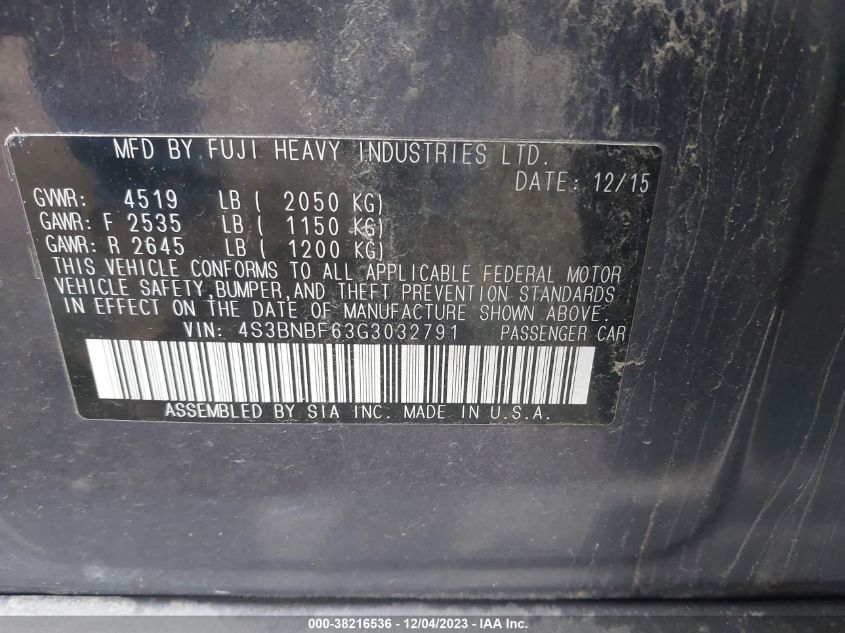 MFD BY FUJI HEAVY INDUSTRIES LTD.
DATE: 12/15
GVWR: 4519 LB ( 2050 KG)
GAWR: F 2535 LB ( 1150 KG)
GAWR: R 2645 LB ( 1200 KG)
THIS VEHICLE CONFORMS TO ALL APPLICABLE FEDERAL MOTOR
VEHICLE SAFETY,BUMPER,AND THEFT PREVENTION STANDARDS
IN EFFECT ON THE DATE OF MANUFACTURE SHOWN ABOVE.
VIN: 4S3BNBF63G3032791 PASSENGER CAR
ASSEMBLED BY SIA INC. MADE IN U.S.A.
000-38216536 - 12/04/2023 - IAA Inc.